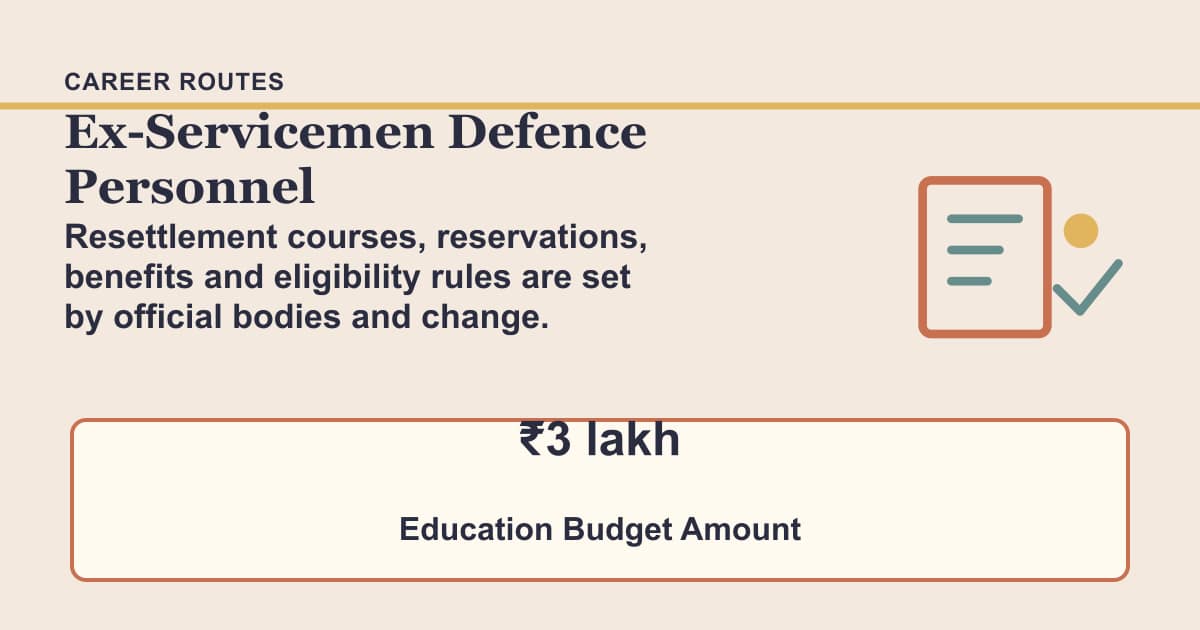 CAREER ROUTES
Ex-Servicemen Defence
Personnel
Resettlement courses, reservations,
benefits and eligibility rules are set
by official bodies and change.
₹3 lakh
Education Budget Amount